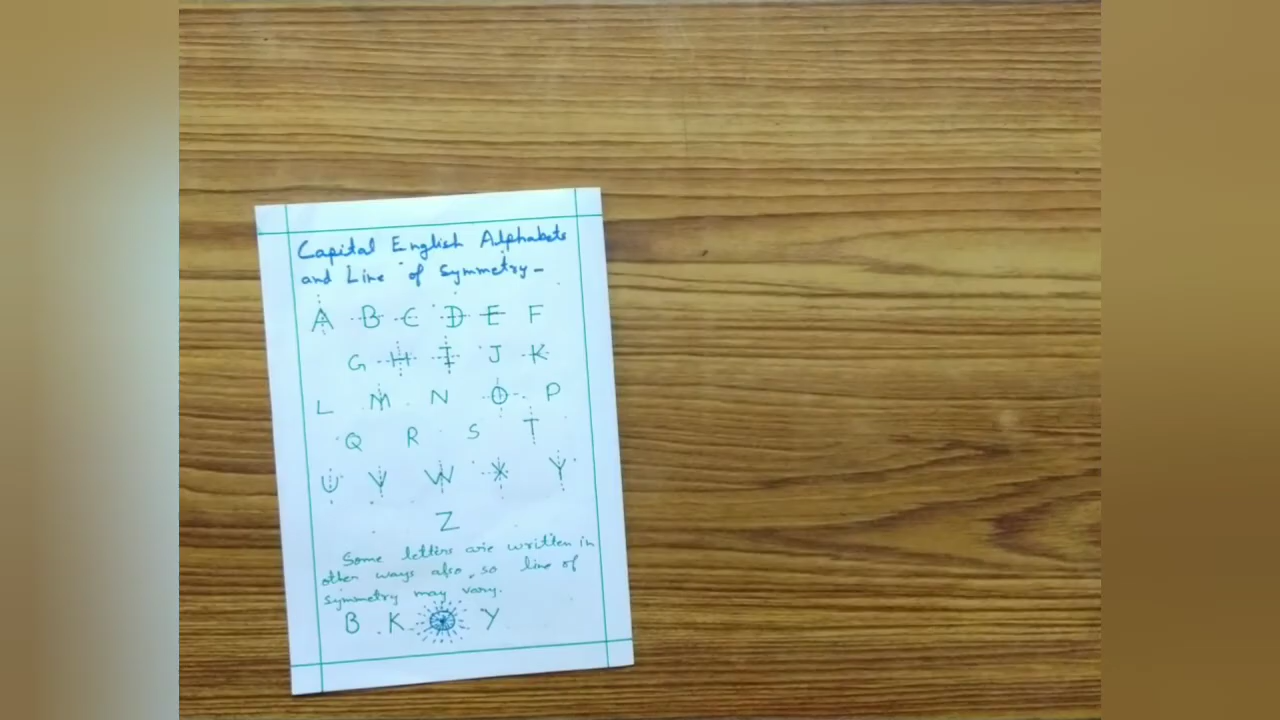 Capital English Alphabets
and Line of Symmetry-
A B C D E F
G H I J K
L M N O P
Q R S T
U V W X Y
Z
Some letters are written in
other ways also, so line of
symmetry may vary.
B K O Y